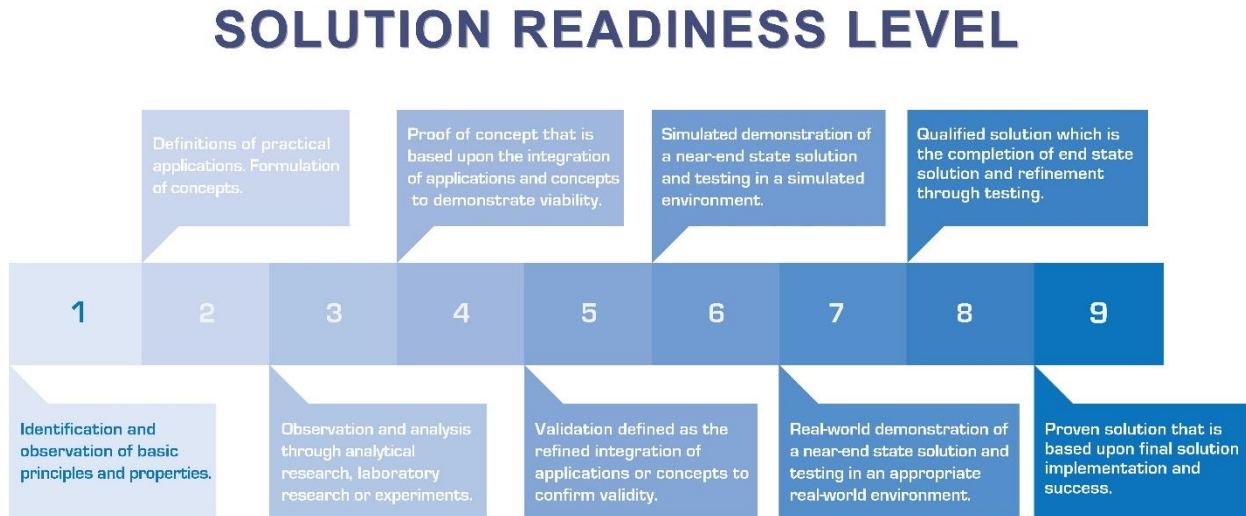 SOLUTION READINESS LEVEL
Definitions of practical
applications. Formulation
of concepts.
Proof of concept that is
based upon the integration
of applications and concepts
to demonstrate viability.
Simulated demonstration of
a near-end state solution
and testing in a simulated
environment.
Qualified solution which is
the completion of end state
solution and refinement
through testing.
1 2 3 4 5 6 7 8 9
Identification and
observation of basic
principles and properties.
Observation and analysis
through analytical
research, laboratory
research or experiments.
Validation defined as the
refined integration of
applications or concepts to
confirm validity.
Real-world demonstration of
a near-end state solution and
testing in an appropriate
real-world environment.
Proven solution that is
based upon final solution
implementation and
success.